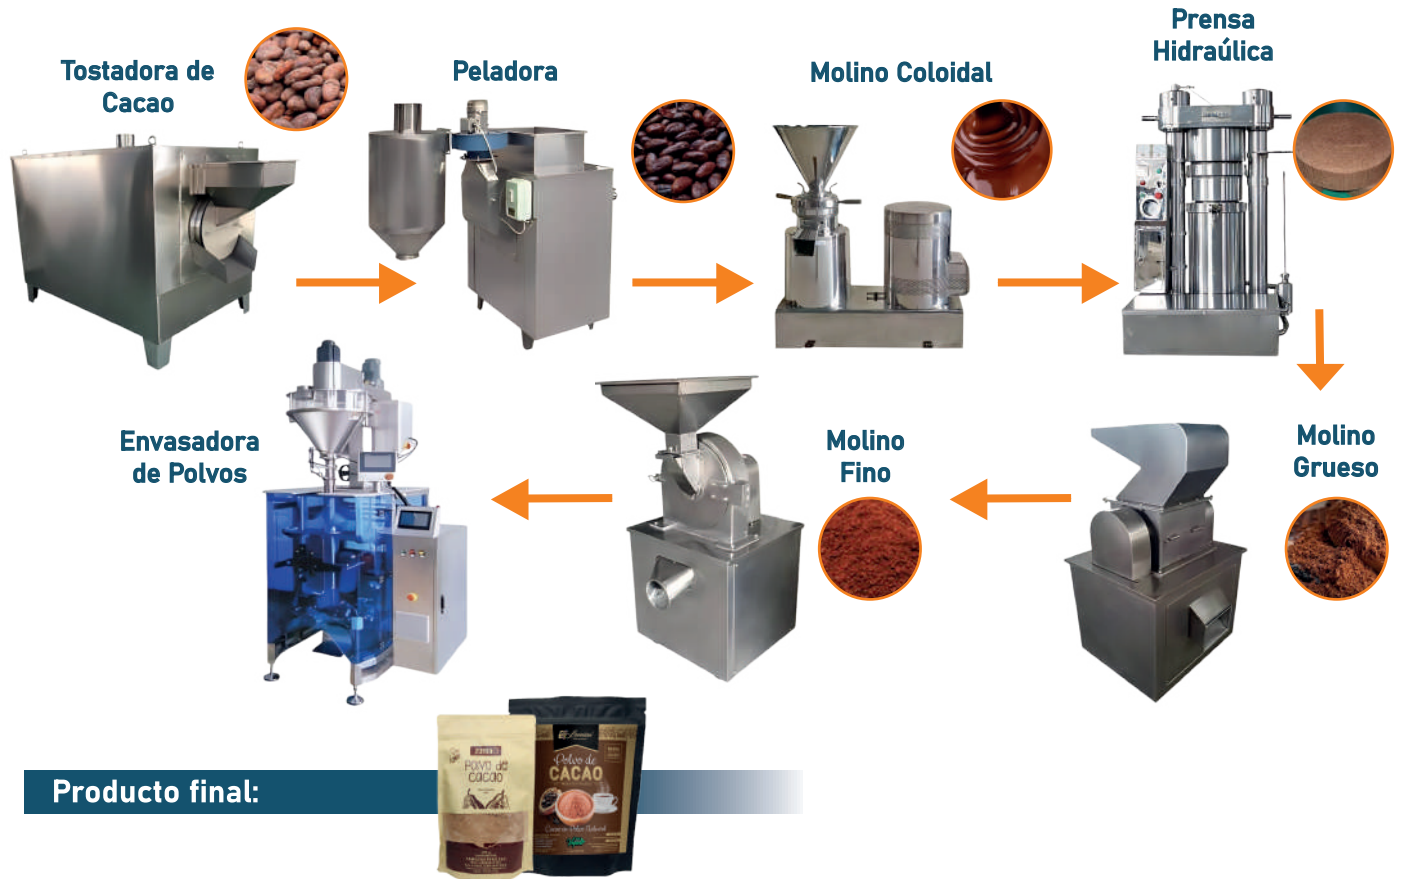 Tostadora de
Cacao
Peladora
Molino Coloidal
Prensa
Hidraúlica
Envasadora
de Polvos
Molino
Fino
Molino
Grueso
Producto final:
Polvo de
cacao
Polvo de
CACAO